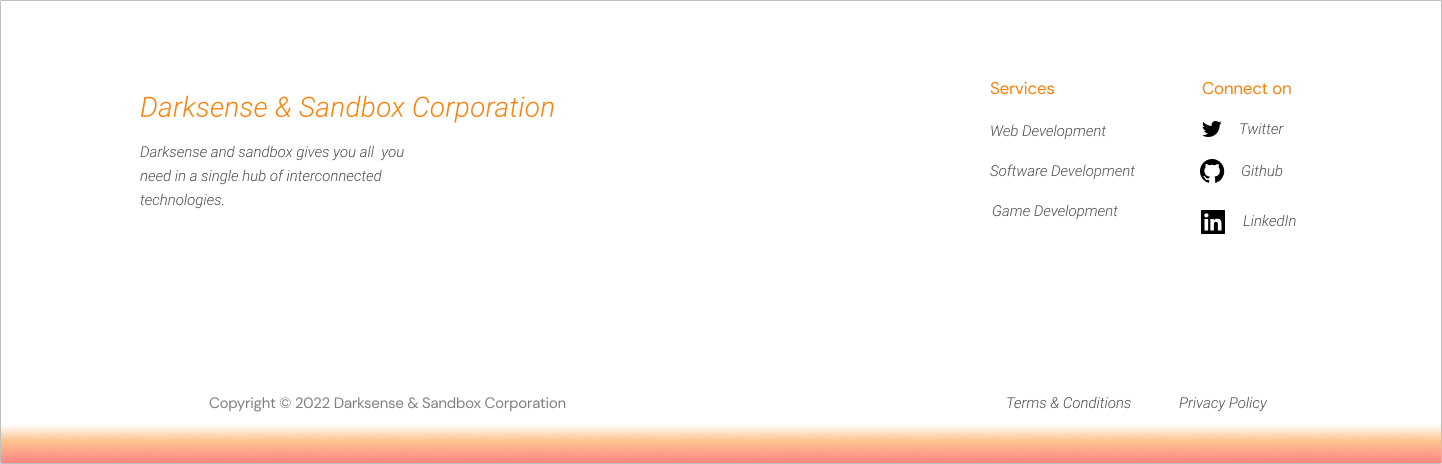 Darksense & Sandbox Corporation
Darksense and sandbox gives you all  you
need in a single hub of interconnected
technologies.
Services
Web Development
Software Development
Game Development
Connect on
Twitter
Github
in LinkedIn
Copyright © 2022 Darksense & Sandbox Corporation
Terms & Conditions
Privacy Policy